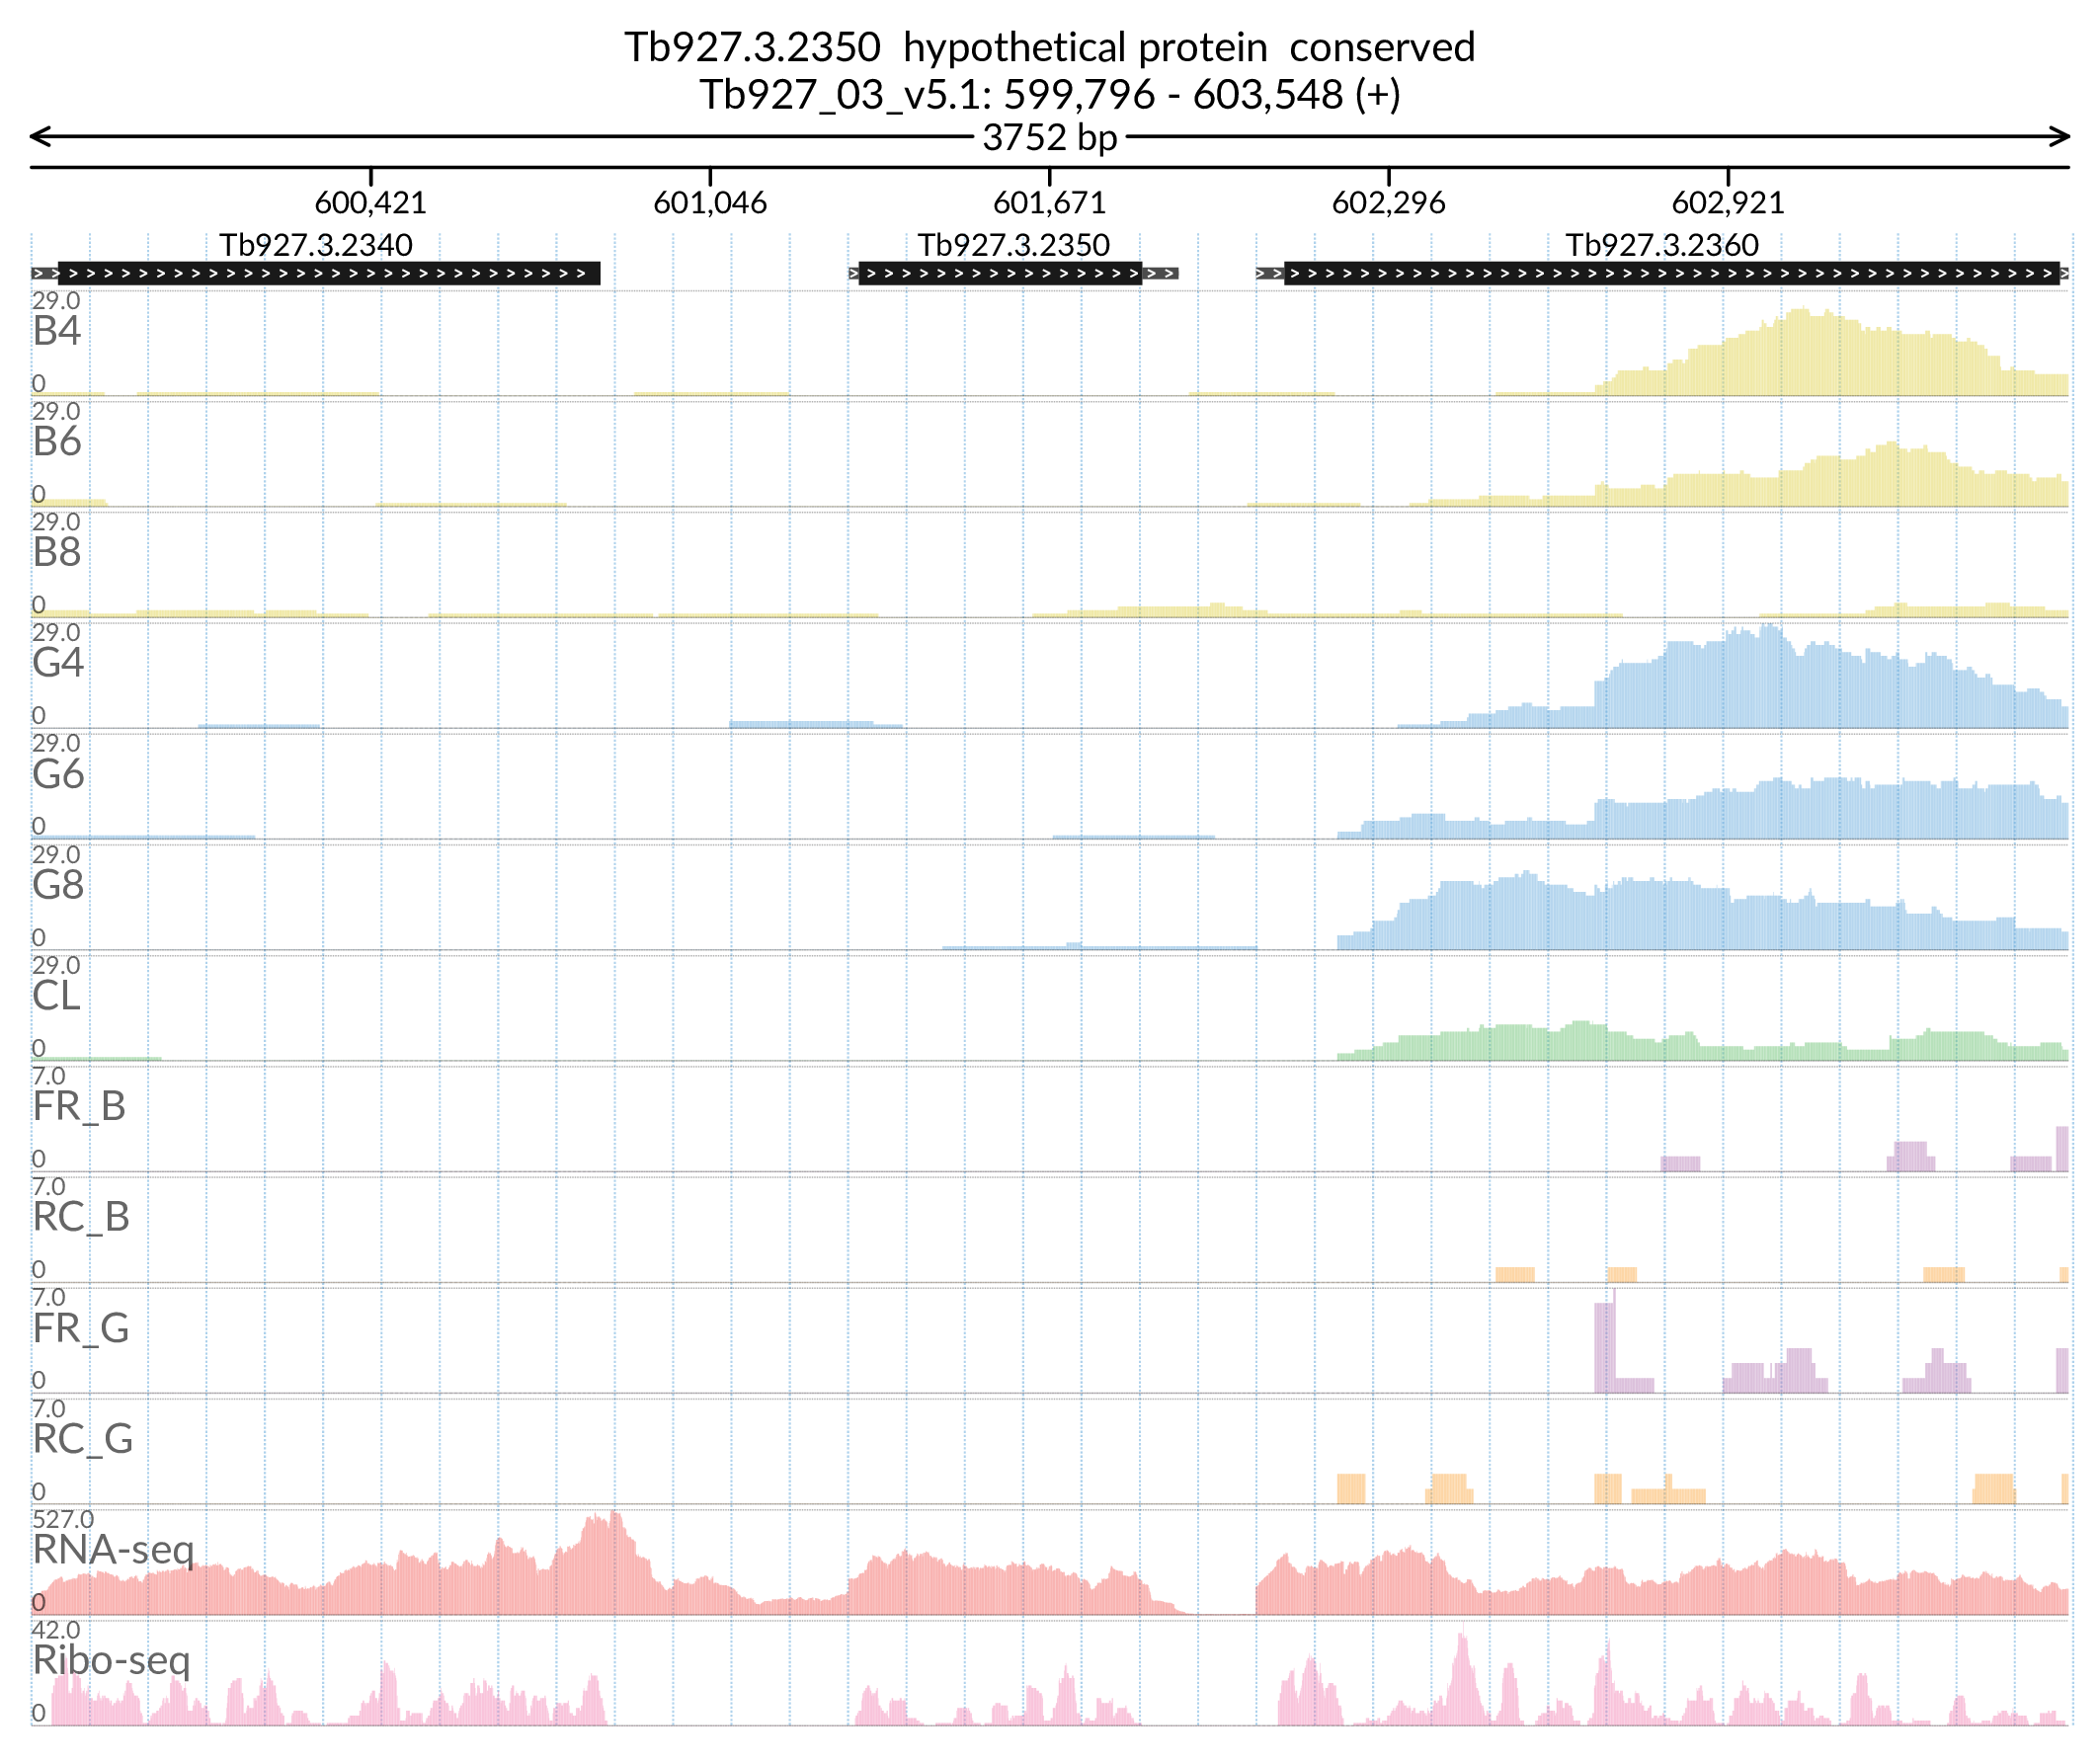 Tb927.3.2350  hypothetical protein  conserved
Tb927_03_v5.1: 599,796 - 603,548 (+)
3752 bp
600,421 601,046 601,671 602,296 602,921
Tb927.3.2340 Tb927.3.2350 Tb927.3.2360
29.0
B4
0
29.0
B6
0
29.0
B8
0
29.0
G4
0
29.0
G6
0
29.0
G8
0
29.0
CL
0
7.0
FR_B
0
7.0
RC_B
0
7.0
FR_G
0
7.0
RC_G
0
527.0
RNA-seq
0
42.0
Ribo-seq
0